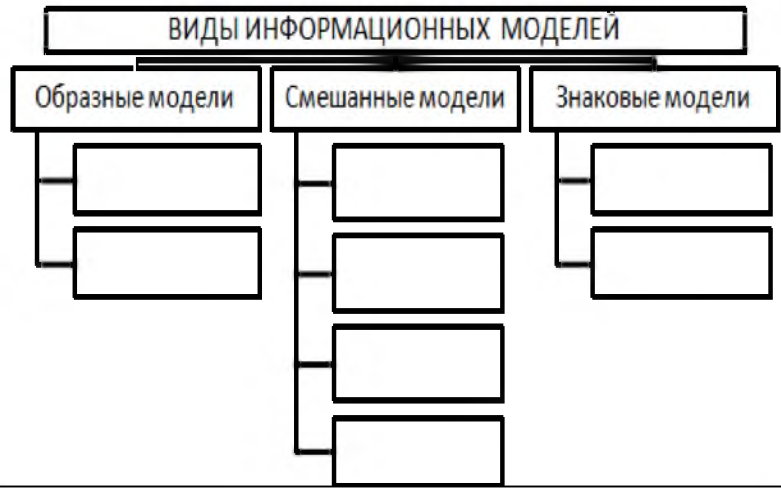 ВИДЫ ИНФОРМАЦИОННЫХ МОДЕЛЕЙ
Образные модели
Смешанные модели
Знаковые модели